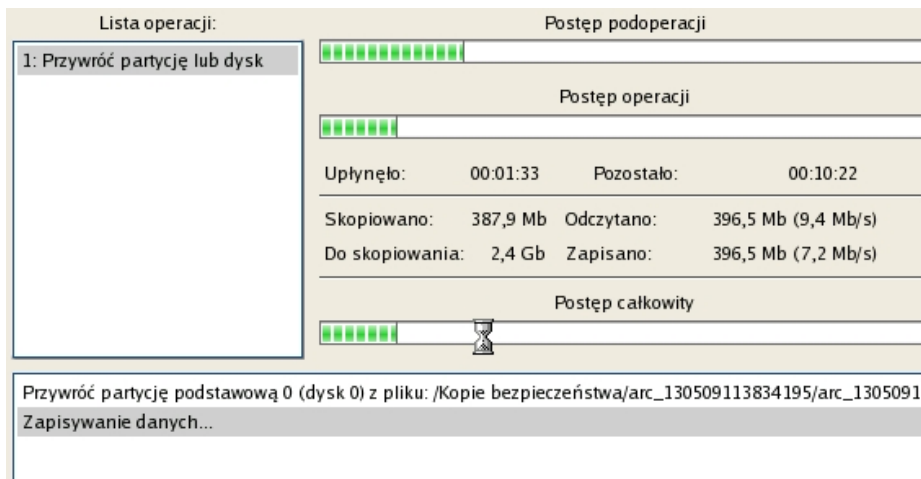 Lista operacji:
1: Przywróć partycję lub dysk
Postęp podoperacji
Postęp operacji
Upłynęło: 00:01:33 Pozostało: 00:10:22
Skopiowano: 387,9 Mb Odczytano: 396,5 Mb (9,4 Mb/s)
Do skopiowania: 2,4 Gb Zapisano: 396,5 Mb (7,2 Mb/s)
Postęp całkowity
Przywróć partycję podstawową 0 (dysk 0) z pliku: /Kopie bezpieczeństwa/arc_130509113834195/arc_1305091
Zapisywanie danych...